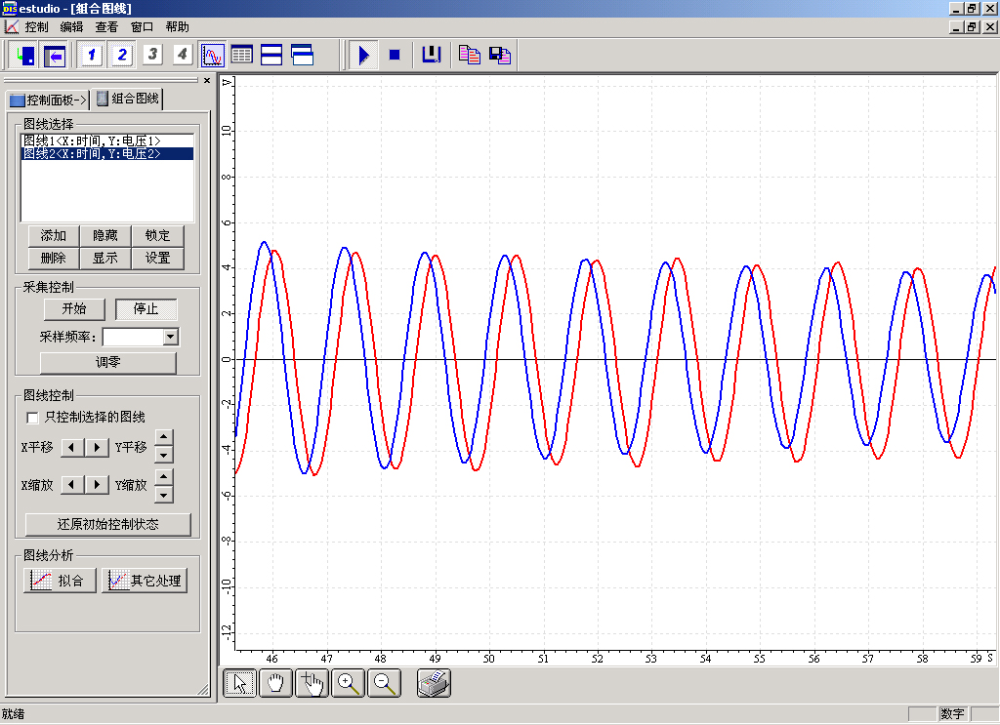 DIS estudio - [组合图线]
控制 编辑 查看 窗口 帮助
1 2 3 4
控制面板-> 组合图线
图线选择
图线1<X:时间,Y:电压1>
图线2<X:时间,Y:电压2>
添加 隐藏 锁定
删除 显示 设置
采集控制
开始 停止
采样频率:
调零
图线控制
只控制选择的图线
X平移 Y平移
X缩放 Y缩放
还原初始控制状态
图线分析
拟合 其它处理
V
10
8
6
4
2
0
-2
-4
-6
-8
-10
-12
46 47 48 49 50 51 52 53 54 55 56 57 58 59 S
就绪
数字